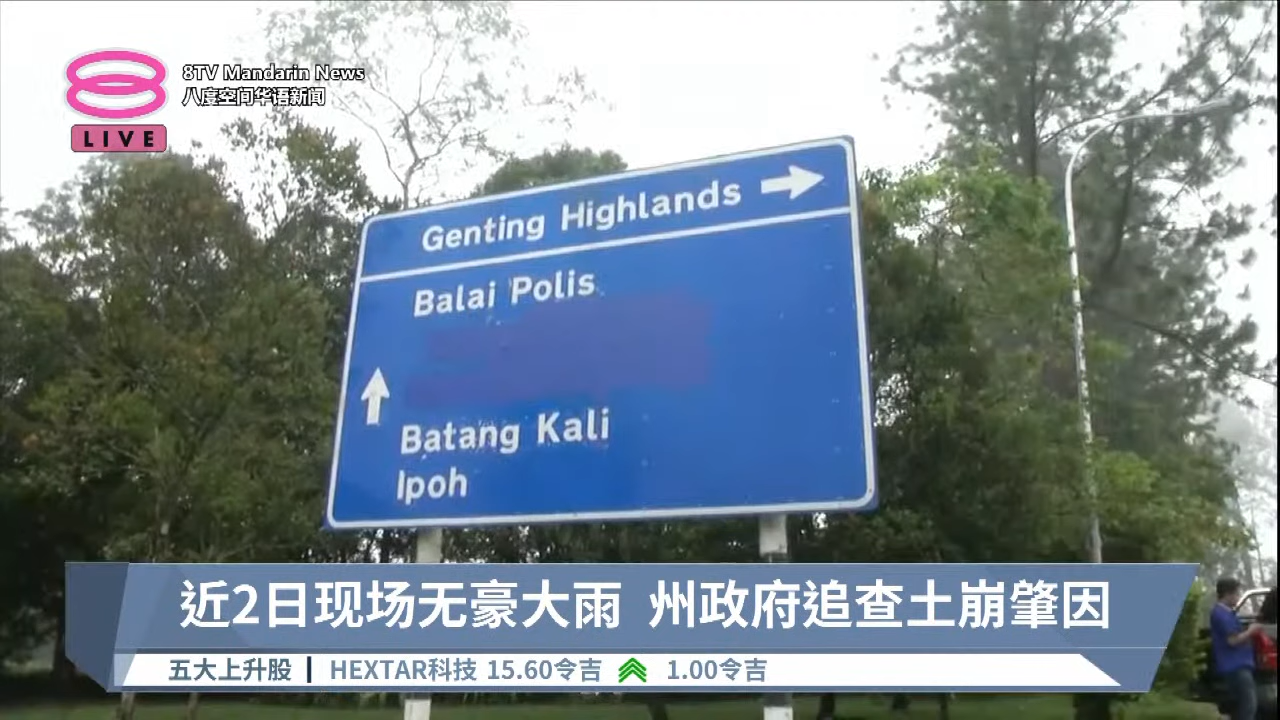 8TV Mandarin News
八度空间华语新闻
LIVE
Genting Highlands
Balai Polis
Batang Kali
Ipoh
近2日现场无豪大雨 州政府追查土崩肇因
五大上升股 | HEXTAR科技 15.60令吉 1.00令吉